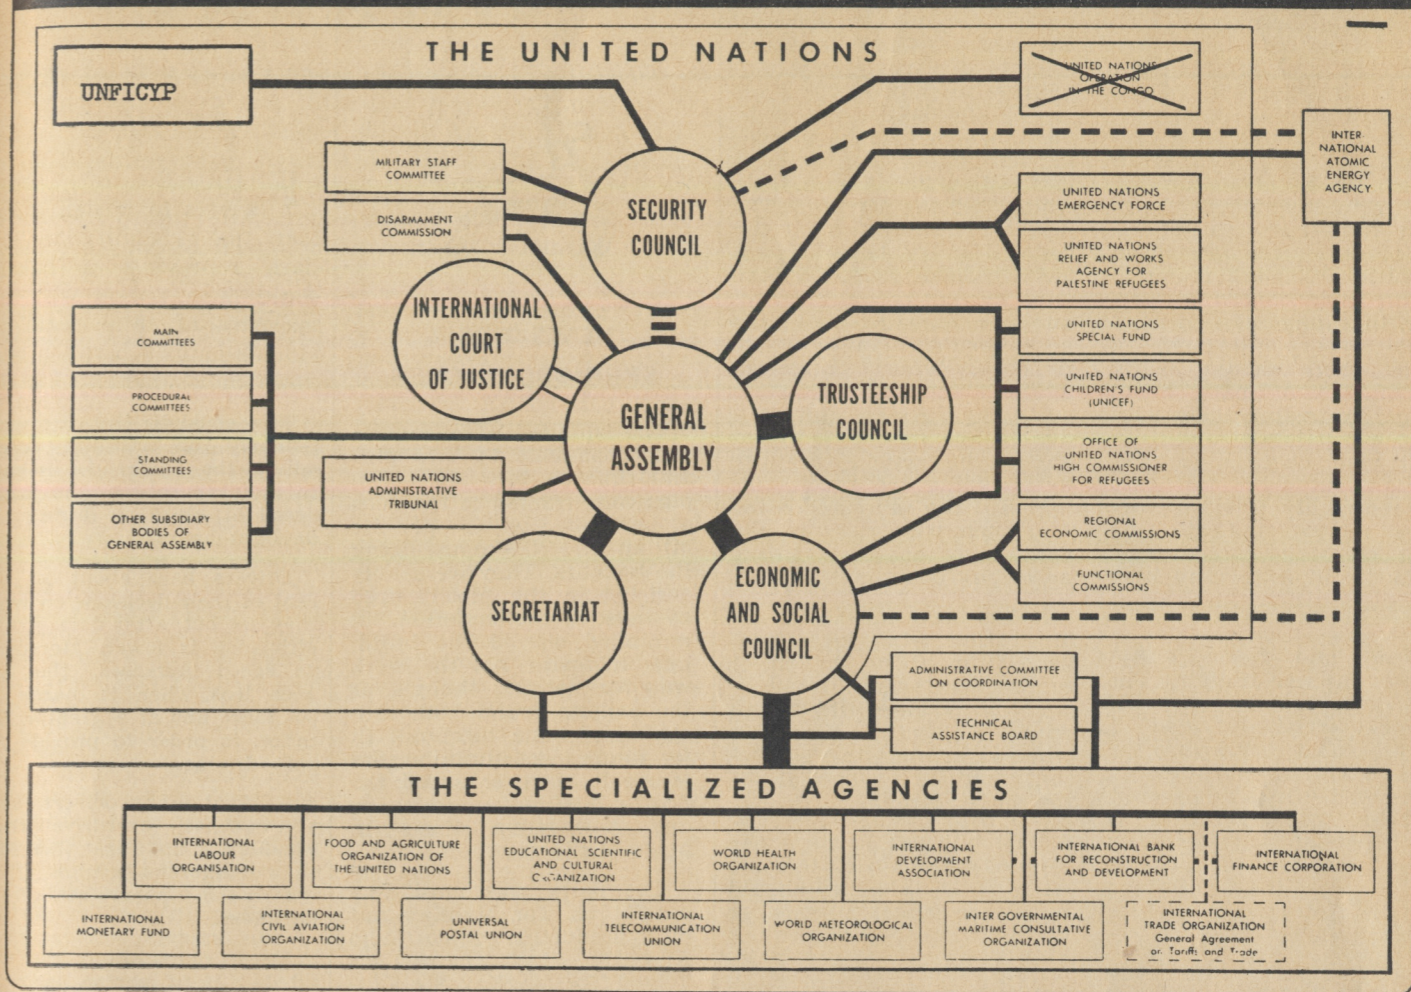 THE UNITED NATIONS
UNFICYP
UNITED NATIONS
OPERATION
IN THE CONGO
INTER-
NATIONAL
ATOMIC
ENERGY
AGENCY
MILITARY STAFF
COMMITTEE
DISARMAMENT
COMMISSION
SECURITY
COUNCIL
UNITED NATIONS
EMERGENCY FORCE
UNITED NATIONS
RELIEF AND WORKS
AGENCY FOR
PALESTINE REFUGEES
INTERNATIONAL
COURT
OF JUSTICE
MAIN
COMMITTEES
PROCEDURAL
COMMITTEES
STANDING
COMMITTEES
OTHER SUBSIDIARY
BODIES OF
GENERAL ASSEMBLY
UNITED NATIONS
ADMINISTRATIVE
TRIBUNAL
GENERAL
ASSEMBLY
TRUSTEESHIP
COUNCIL
UNITED NATIONS
SPECIAL FUND
UNITED NATIONS
CHILDREN'S FUND
(UNICEF)
OFFICE OF
UNITED NATIONS
HIGH COMMISSIONER
FOR REFUGEES
REGIONAL
ECONOMIC COMMISSIONS
FUNCTIONAL
COMMISSIONS
SECRETARIAT
ECONOMIC
AND SOCIAL
COUNCIL
ADMINISTRATIVE COMMITTEE
ON COORDINATION
TECHNICAL
ASSISTANCE BOARD
THE SPECIALIZED AGENCIES
INTERNATIONAL
LABOUR
ORGANISATION
FOOD AND AGRICULTURE
ORGANIZATION OF
THE UNITED NATIONS
UNITED NATIONS
EDUCATIONAL SCIENTIFIC
AND CULTURAL
ORGANIZATION
WORLD HEALTH
ORGANIZATION
INTERNATIONAL
DEVELOPMENT
ASSOCIATION
INTERNATIONAL BANK
FOR RECONSTRUCTION
AND DEVELOPMENT
INTERNATIONAL
FINANCE CORPORATION
INTERNATIONAL
MONETARY FUND
INTERNATIONAL
CIVIL AVIATION
ORGANIZATION
UNIVERSAL
POSTAL UNION
INTERNATIONAL
TELECOMMUNICATION
UNION
WORLD METEOROLOGICAL
ORGANIZATION
INTER GOVERNMENTAL
MARITIME CONSULTATIVE
ORGANIZATION
INTERNATIONAL
TRADE ORGANIZATION
General Agreement
on Tariffs and Trade